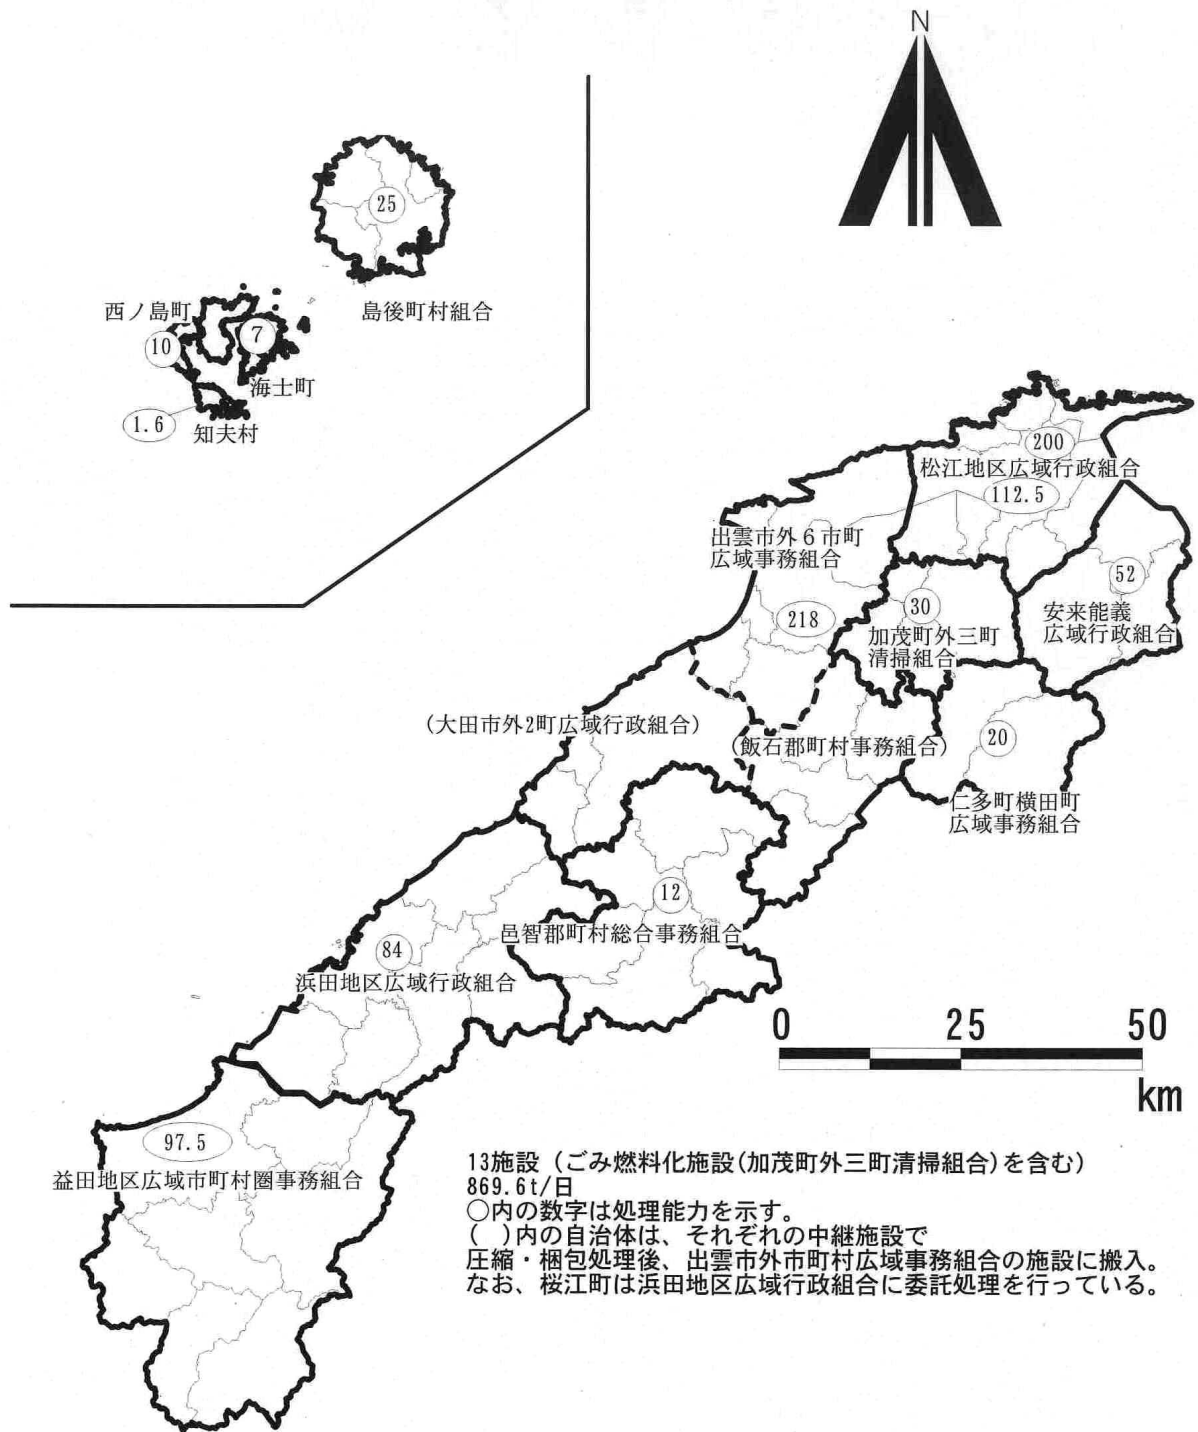 N
25
島後町村組合
西ノ島町
10
7
海士町
1.6
知夫村
200
松江地区広域行政組合
112.5
出雲市外６市町
広域事務組合
52
安来能義
広域行政組合
30
加茂町外三町
清掃組合
218
(大田市外2町広域行政組合)
(飯石郡町村事務組合)
20
仁多町横田町
広域事務組合
12
邑智郡町村総合事務組合
84
浜田地区広域行政組合
0 25 50
km
97.5
益田地区広域市町村圏事務組合
13施設（ごみ燃料化施設(加茂町外三町清掃組合)を含む）
869.6t/日
○内の数字は処理能力を示す。
(　)内の自治体は、それぞれの中継施設で
圧縮・梱包処理後、出雲市外市町村広域事務組合の施設に搬入。
なお、桜江町は浜田地区広域行政組合に委託処理を行っている。